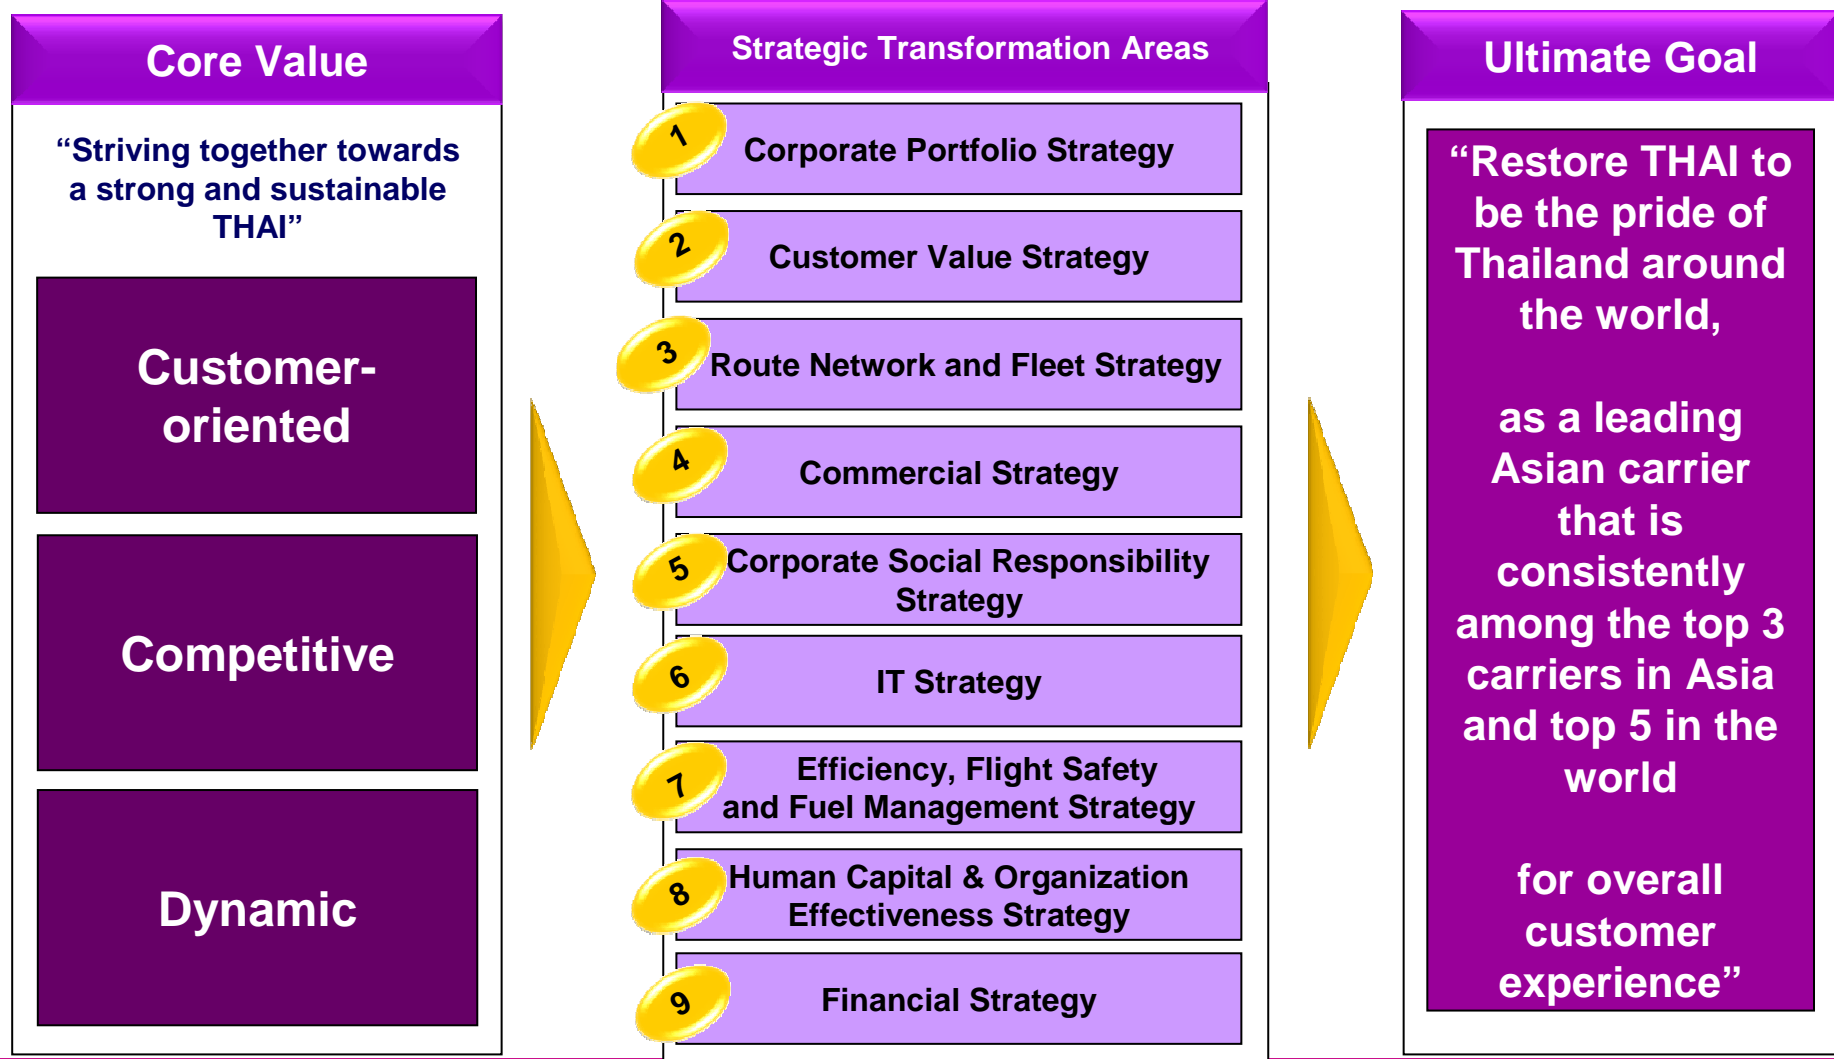 Core Value
“Striving together towards
a strong and sustainable
THAI”
Customer-
oriented
Competitive
Dynamic
Strategic Transformation Areas
1
Corporate Portfolio Strategy
2
Customer Value Strategy
3
Route Network and Fleet Strategy
4
Commercial Strategy
5
Corporate Social Responsibility
Strategy
6
IT Strategy
7
Efficiency, Flight Safety
and Fuel Management Strategy
8
Human Capital & Organization
Effectiveness Strategy
9
Financial Strategy
Ultimate Goal
“Restore THAI to
be the pride of
Thailand around
the world,
as a leading
Asian carrier
that is
consistently
among the top 3
carriers in Asia
and top 5 in the
world
for overall
customer
experience”